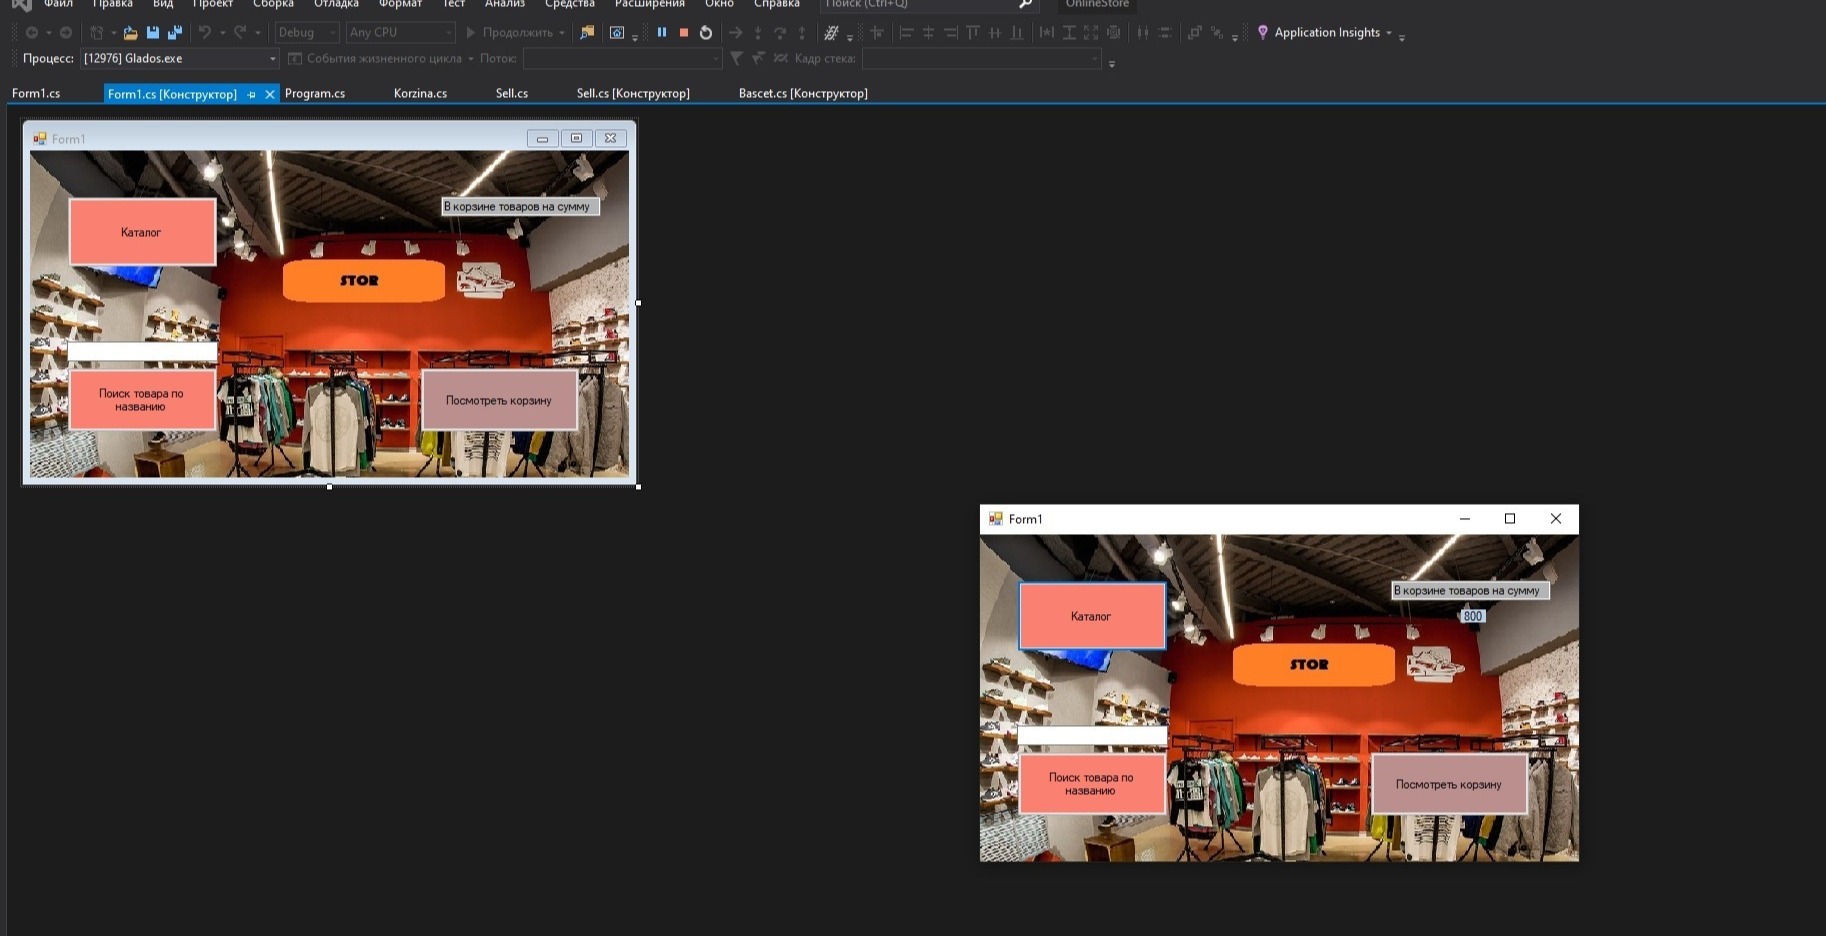 Файл Правка Вид Проект Сборка Отладка Формат Тест Анализ Средства Расширения Окно Справка Поиск (Ctrl+Q) OnlineStore
Debug Any CPU Продолжить Application Insights
Процесс: [12976] Glados.exe События жизненного цикла Поток: Кадр стека:
Form1.cs Form1.cs [Конструктор] Program.cs Korzina.cs Sell.cs Sell.cs [Конструктор] Bascet.cs [Конструктор]
Form1
В корзине товаров на сумму
Каталог
STOR
Поиск товара по
названию
Посмотреть корзину
Form1
В корзине товаров на сумму
800
Каталог
STOR
Поиск товара по
названию
Посмотреть корзину